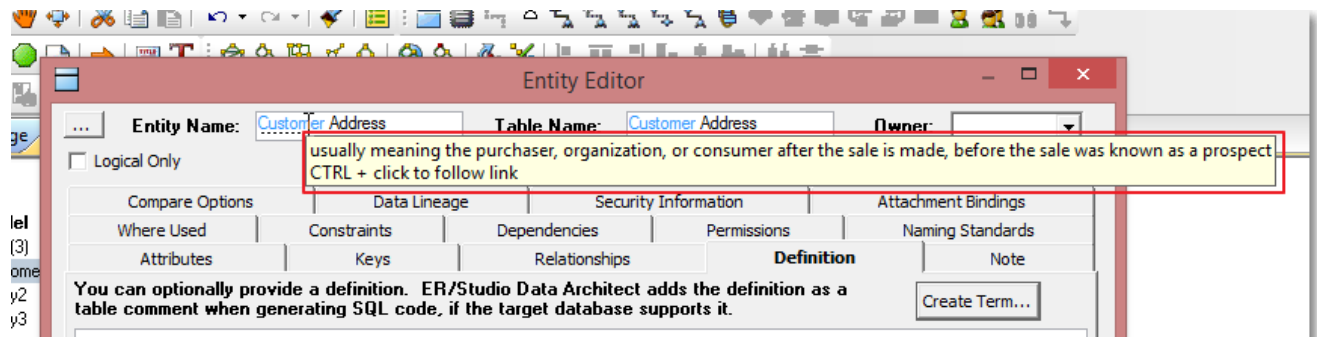 Entity Editor
... Entity Name: Customer Address Table Name: Customer Address Owner:
Logical Only
usually meaning the purchaser, organization, or consumer after the sale is made, before the sale was known as a prospect
CTRL + click to follow link
Compare Options Data Lineage Security Information Attachment Bindings
Where Used Constraints Dependencies Permissions Naming Standards
Attributes Keys Relationships Definition Note
You can optionally provide a definition. ER/Studio Data Architect adds the definition as a
table comment when generating SQL code, if the target database supports it.
Create Term...
ge
del
(3)
ome
y2
y3